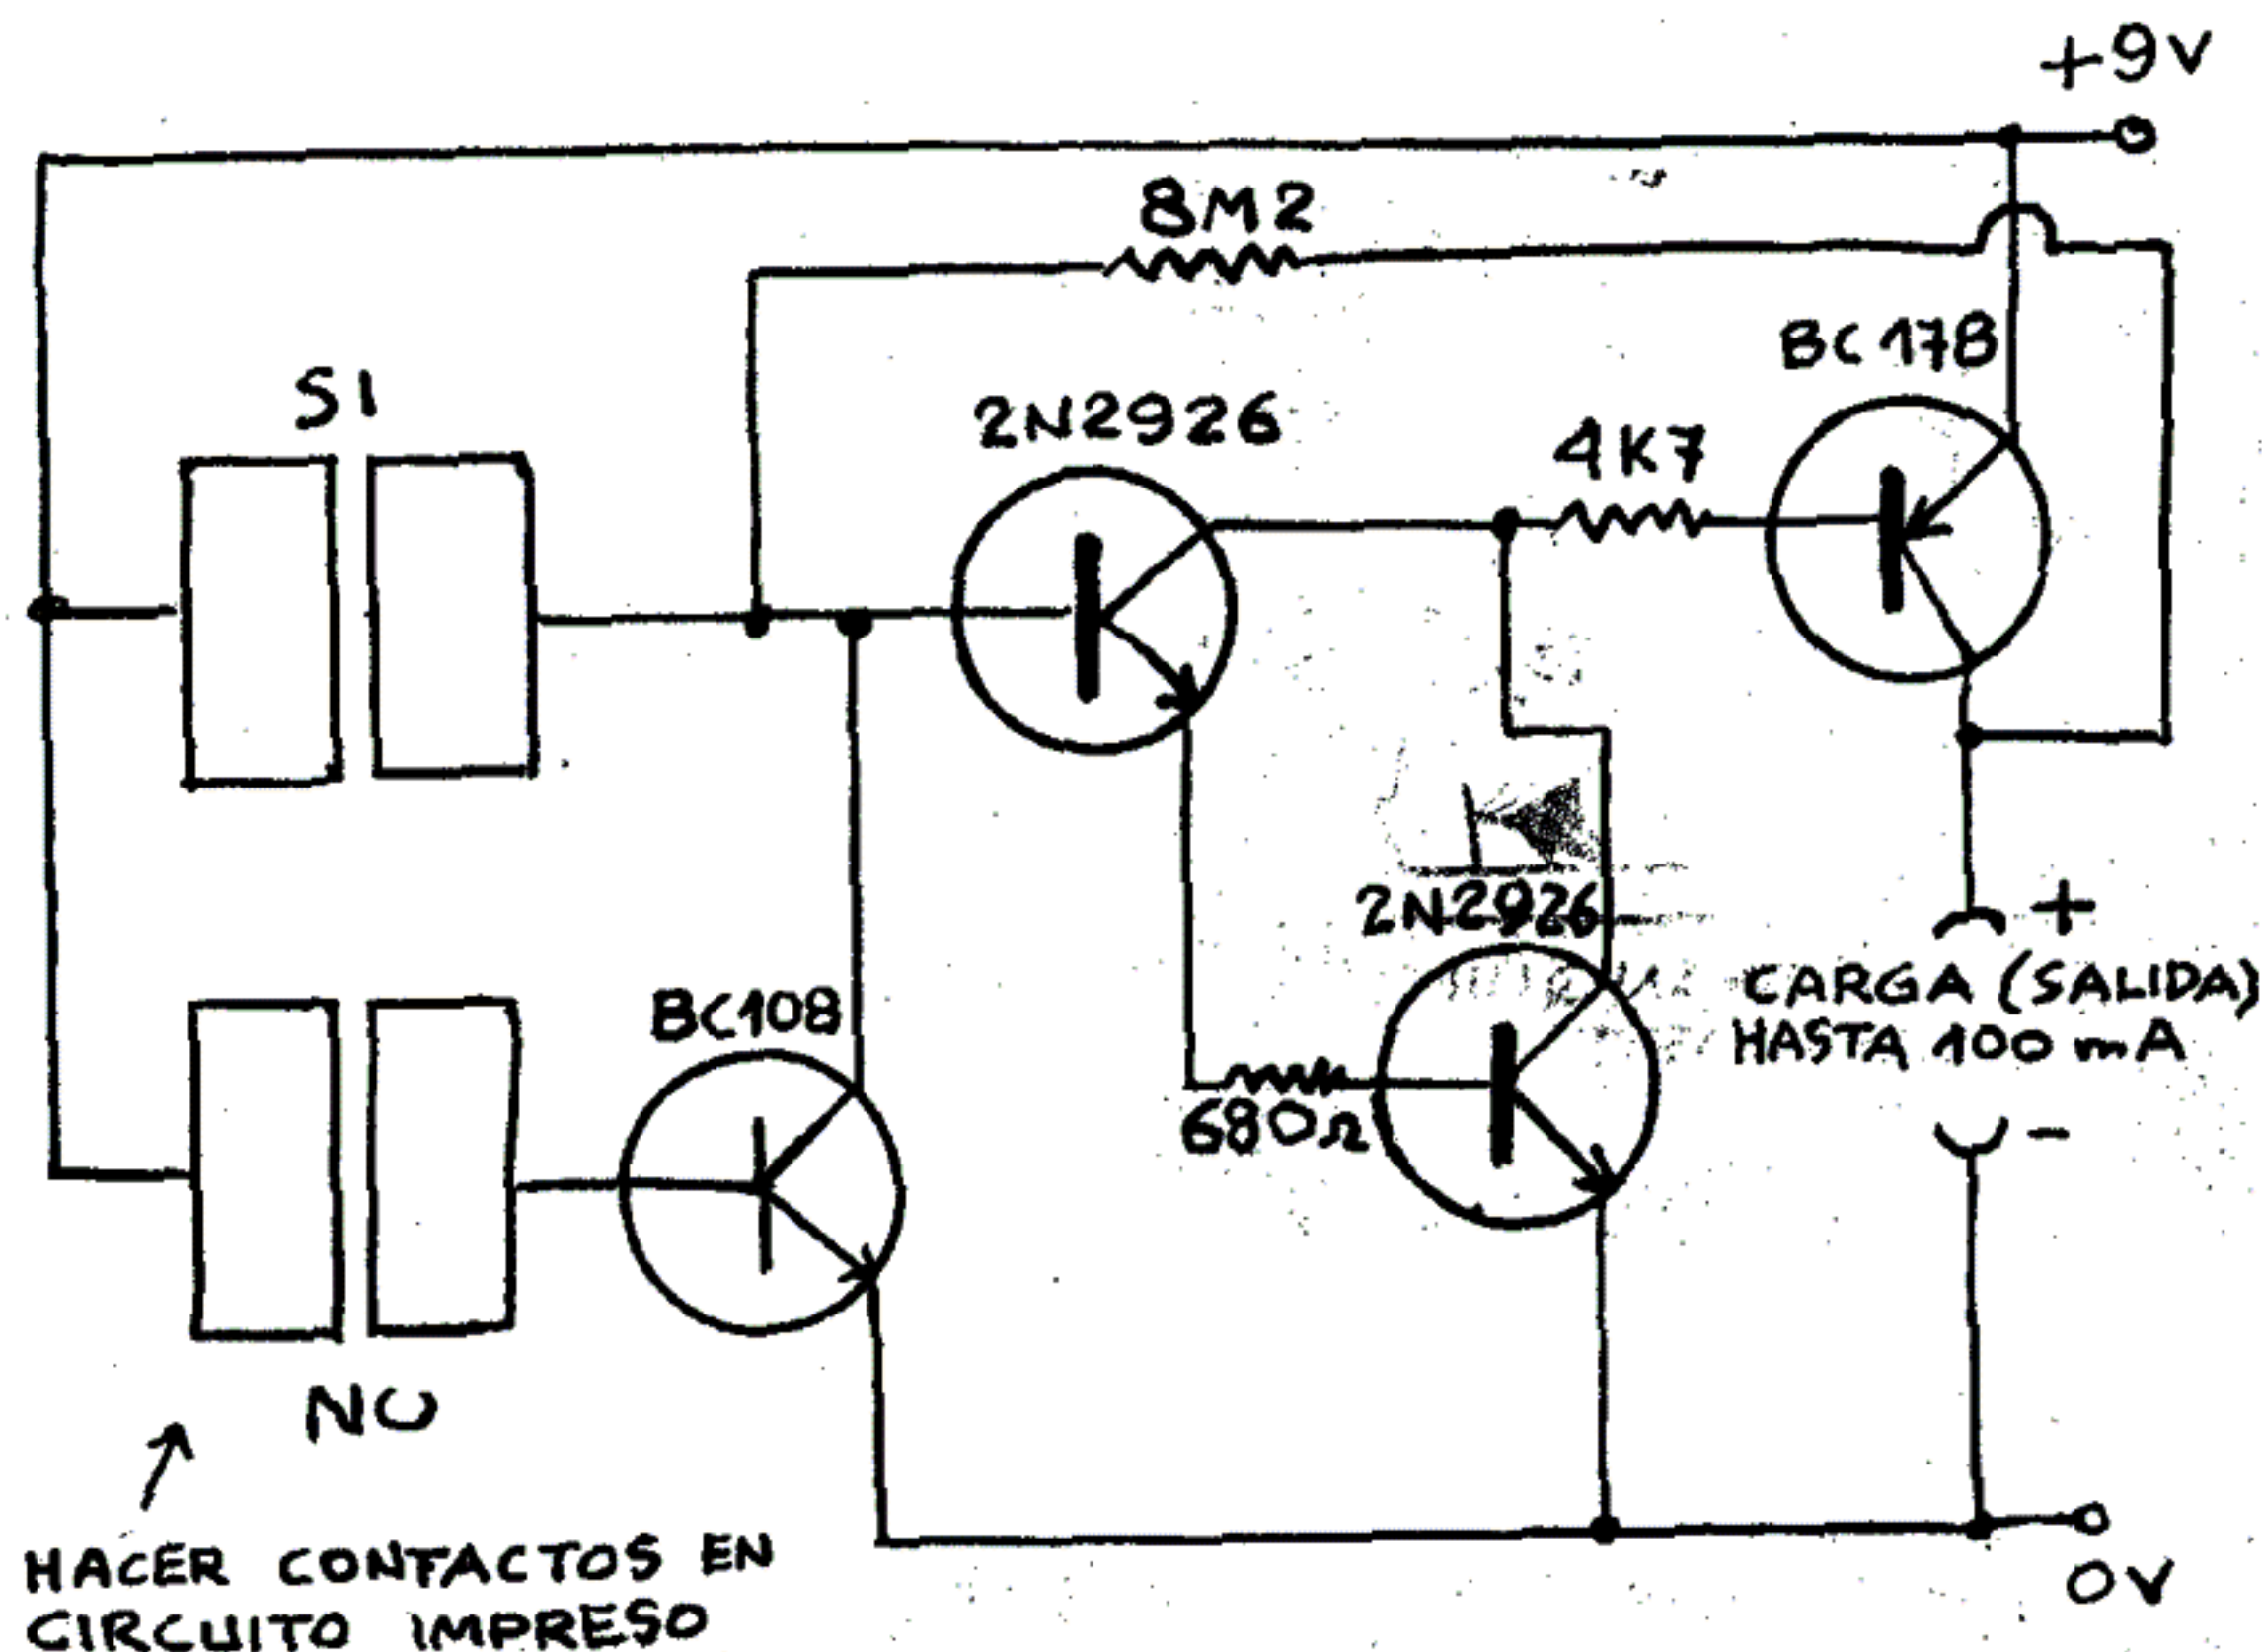 +9V
8M2
BC178
SI
2N2926
4K7
2N2926
BC108
+
CARGA (SALIDA)
HASTA 100 mA
680Ω
-
NO
HACER CONTACTOS EN
CIRCUITO IMPRESO
0V